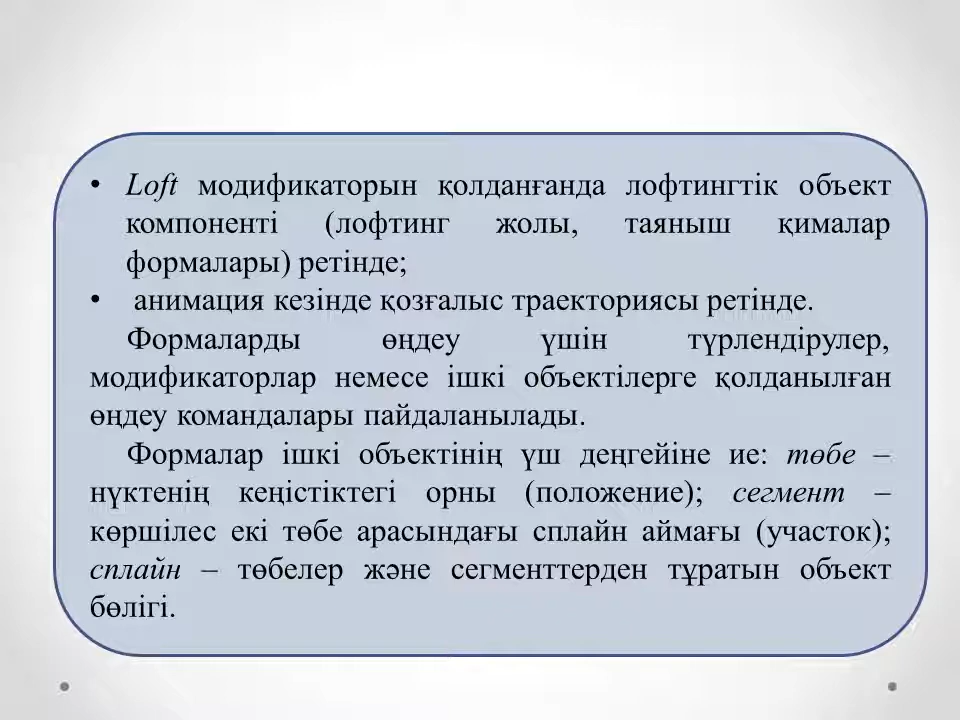 • Loft модификаторын қолданғанда лофтингтік объект
компоненті (лофтинг жолы, таяныш қималар
формалары) ретінде;
• анимация кезінде қозғалыс траекториясы ретінде.
Формаларды өңдеу үшін түрлендірулер,
модификаторлар немесе ішкі объектілерге қолданылған
өңдеу командалары пайдаланылады.
Формалар ішкі объектінің үш деңгейіне ие: төбе –
нүктенің кеңістіктегі орны (положение); сегмент –
көршілес екі төбе арасындағы сплайн аймағы (участок);
сплайн – төбелер және сегменттерден тұратын объект
бөлігі.